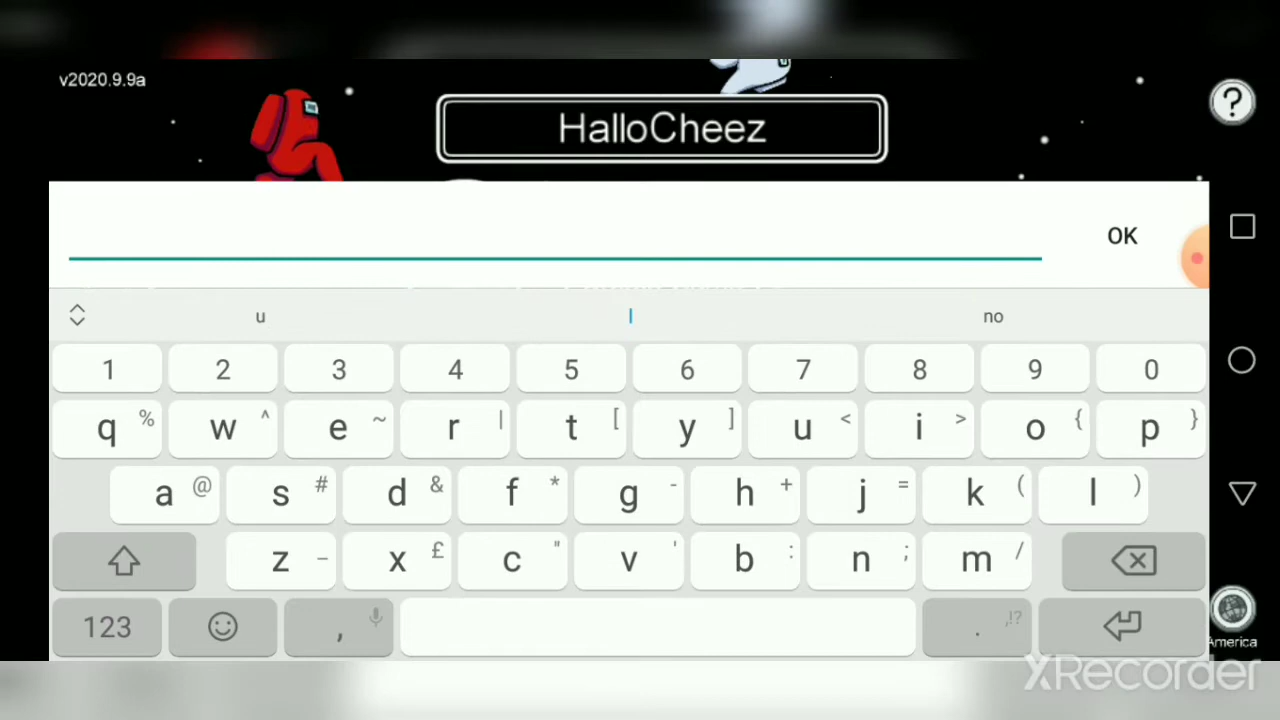 v2020.9.9a
HalloCheez
?
OK
u I no
1 2 3 4 5 6 7 8 9 0
q % w ^ e ~ r | t [ y ] u < i > o { p }
a @ s # d & f * g - h + j = k ( l )
z _ x £ c " v ' b : n ; m /
123 , . ,!?
America
XRecorder